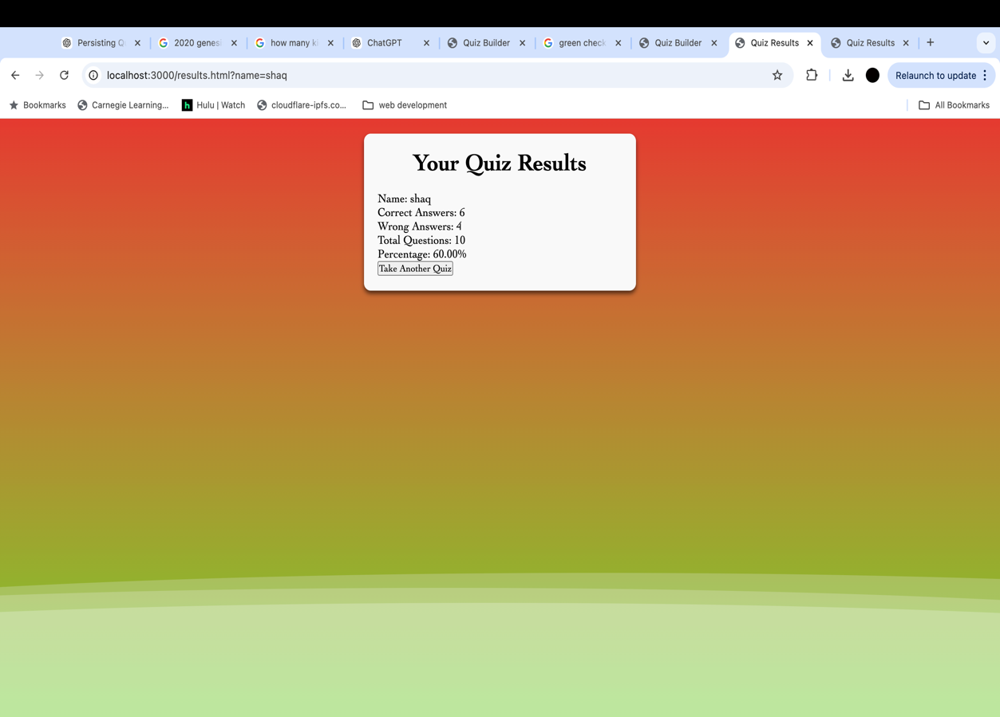 Persisting Q
2020 genesi
how many ki
ChatGPT
Quiz Builder
green check
Quiz Builder
Quiz Results
Quiz Results
localhost:3000/results.html?name=shaq
Relaunch to update
Bookmarks
Carnegie Learning...
h Hulu | Watch
cloudflare-ipfs.co...
web development
All Bookmarks
Your Quiz Results
Name: shaq
Correct Answers: 6
Wrong Answers: 4
Total Questions: 10
Percentage: 60.00%
Take Another Quiz